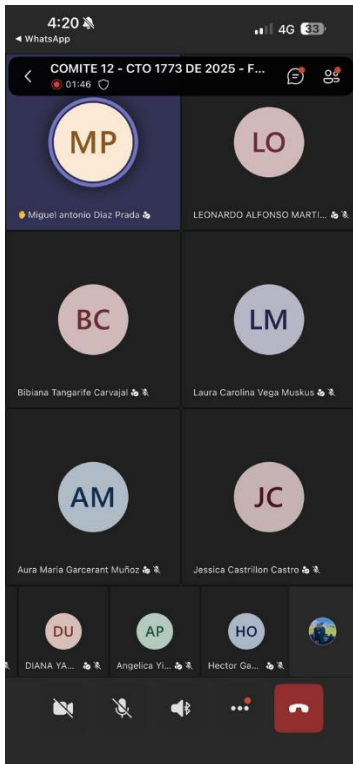 4:20
4G 33
◀ WhatsApp
COMITE 12 - CTO 1773 DE 2025 - F...
01:46
MP
LO
Miguel antonio Diaz Prada
LEONARDO ALFONSO MARTI...
BC
LM
Bibiana Tangarife Carvajal
Laura Carolina Vega Muskus
AM
JC
Aura Maria Garcerant Muñoz
Jessica Castrillon Castro
DU
AP
HO
DIANA YA...
Angelica Yi...
Hector Ga...